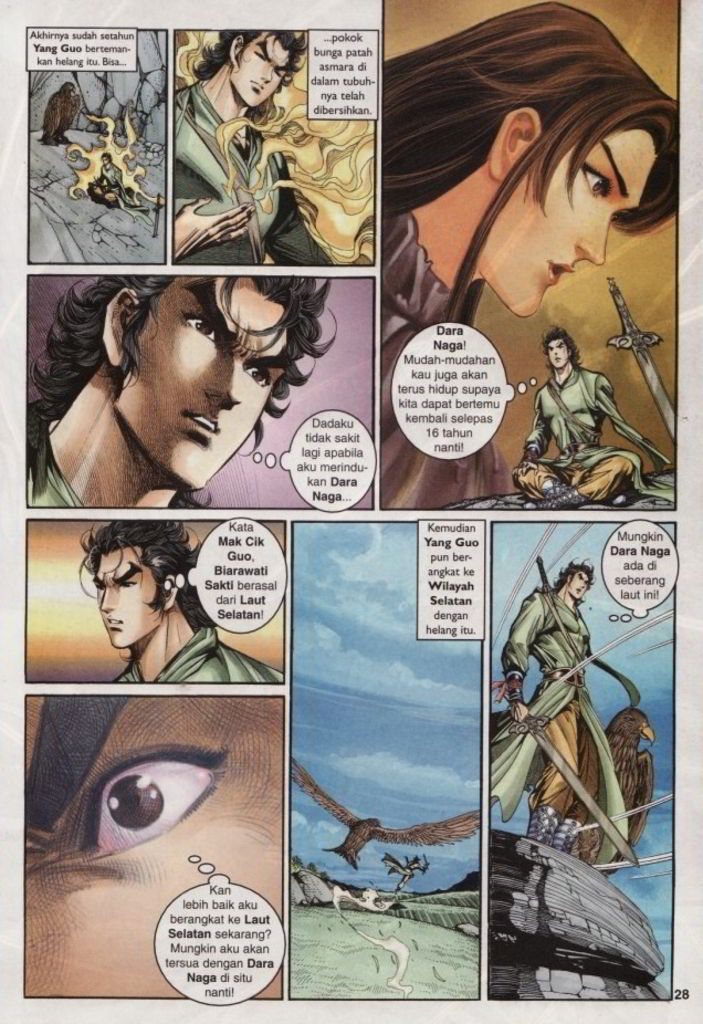 Akhirnya sudah setahun
Yang Guo berteman-
kan helang itu. Bisa...
...pokok
bunga patah
asmara di
dalam tubuh-
nya telah
dibersihkan.
Dara
Naga!
Mudah-mudahan
kau juga akan
terus hidup supaya
kita dapat bertemu
kembali selepas
16 tahun
nanti!
Dadaku
tidak sakit
lagi apabila
aku merindu-
kan Dara
Naga...
Kata
Mak Cik
Guo,
Biarawati
Sakti berasal
dari Laut
Selatan!
Kan
lebih baik aku
berangkat ke Laut
Selatan sekarang?
Mungkin aku akan
tersua dengan Dara
Naga di situ
nanti!
Kemudian
Yang Guo
pun ber-
angkat ke
Wilayah
Selatan
dengan
helang itu.
Mungkin
Dara Naga
ada di
seberang
laut ini!
28